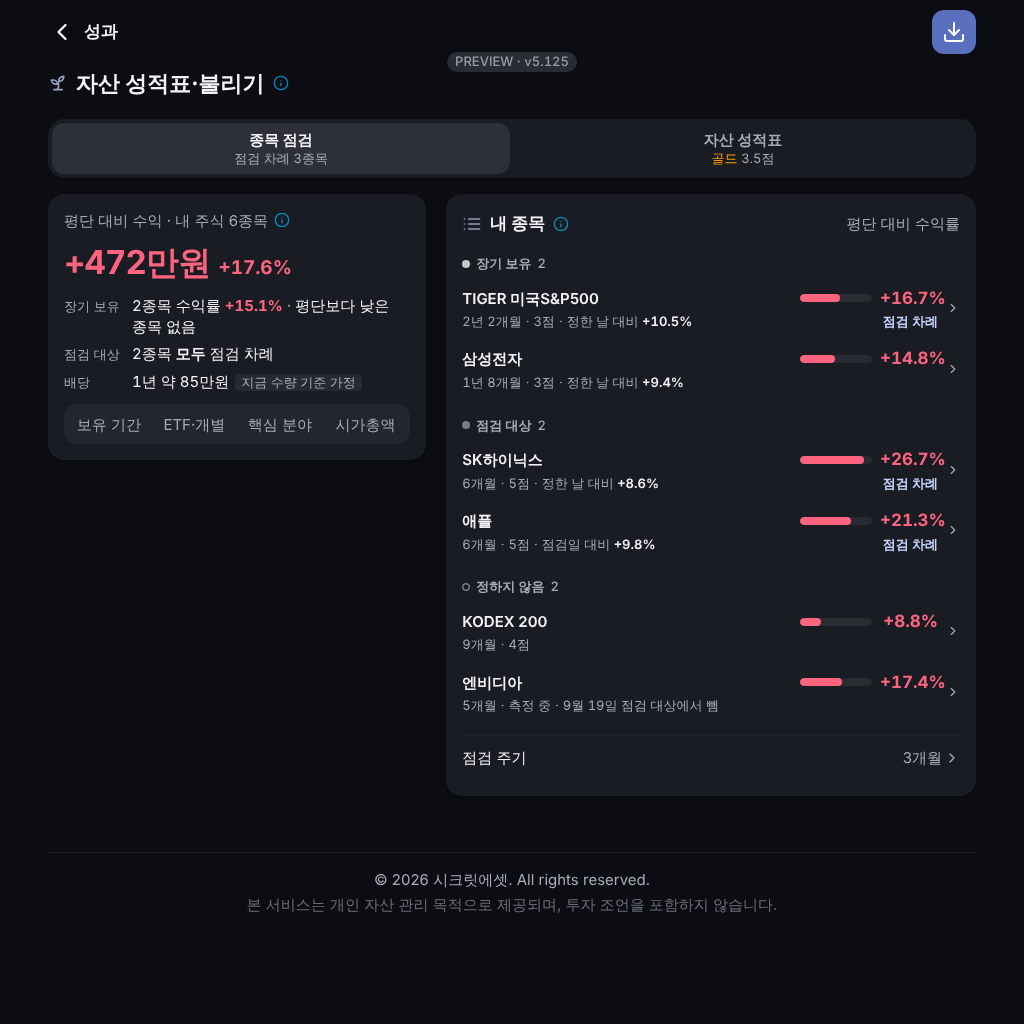 성과
PREVIEW · v5.125
자산 성적표·불리기
종목 점검
점검 차례 3종목
자산 성적표
골드 3.5점
평단 대비 수익 · 내 주식 6종목
+472만원 +17.6%
장기 보유 2종목 수익률 +15.1% · 평단보다 낮은
종목 없음
점검 대상 2종목 모두 점검 차례
배당 1년 약 85만원 지금 수량 기준 가정
보유 기간 ETF·개별 핵심 분야 시가총액
내 종목 평단 대비 수익률
장기 보유 2
TIGER 미국S&P500 +16.7%
2년 2개월 · 3점 · 정한 날 대비 +10.5% 점검 차례
삼성전자 +14.8%
1년 8개월 · 3점 · 정한 날 대비 +9.4%
점검 대상 2
SK하이닉스 +26.7%
6개월 · 5점 · 정한 날 대비 +8.6% 점검 차례
애플 +21.3%
6개월 · 5점 · 점검일 대비 +9.8% 점검 차례
정하지 않음 2
KODEX 200 +8.8%
9개월 · 4점
엔비디아 +17.4%
5개월 · 측정 중 · 9월 19일 점검 대상에서 뺌
점검 주기 3개월
© 2026 시크릿에셋. All rights reserved.
본 서비스는 개인 자산 관리 목적으로 제공되며, 투자 조언을 포함하지 않습니다.